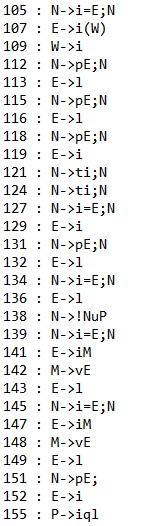 105 : N->i=E;N
107 : E->i(W)
109 : W->i
112 : N->pE;N
113 : E->l
115 : N->pE;N
116 : E->l
118 : N->pE;N
119 : E->i
121 : N->ti;N
124 : N->ti;N
127 : N->i=E;N
129 : E->i
131 : N->pE;N
132 : E->l
134 : N->i=E;N
136 : E->l
138 : N->!NuP
139 : N->i=E;N
141 : E->iM
142 : M->vE
143 : E->l
145 : N->i=E;N
147 : E->iM
148 : M->vE
149 : E->l
151 : N->pE;
152 : E->i
155 : P->iql